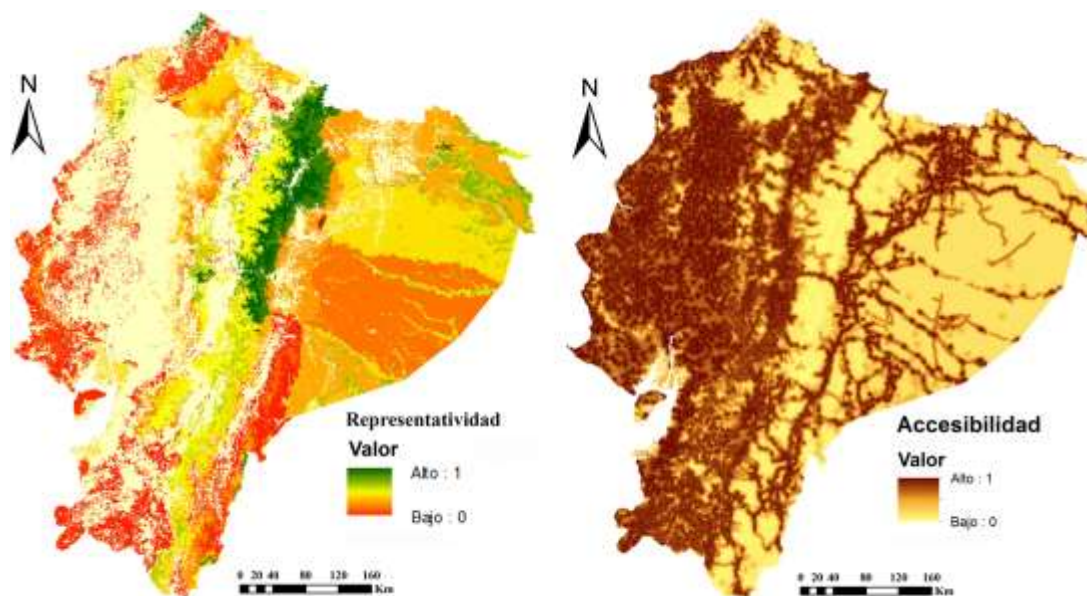 N
Representatividad
Valor
Alto : 1
Bajo : 0
0 20 40 80 120 160
Km
N
Accesibilidad
Valor
Alto : 1
Bajo : 0
0 20 40 80 120 160
Km